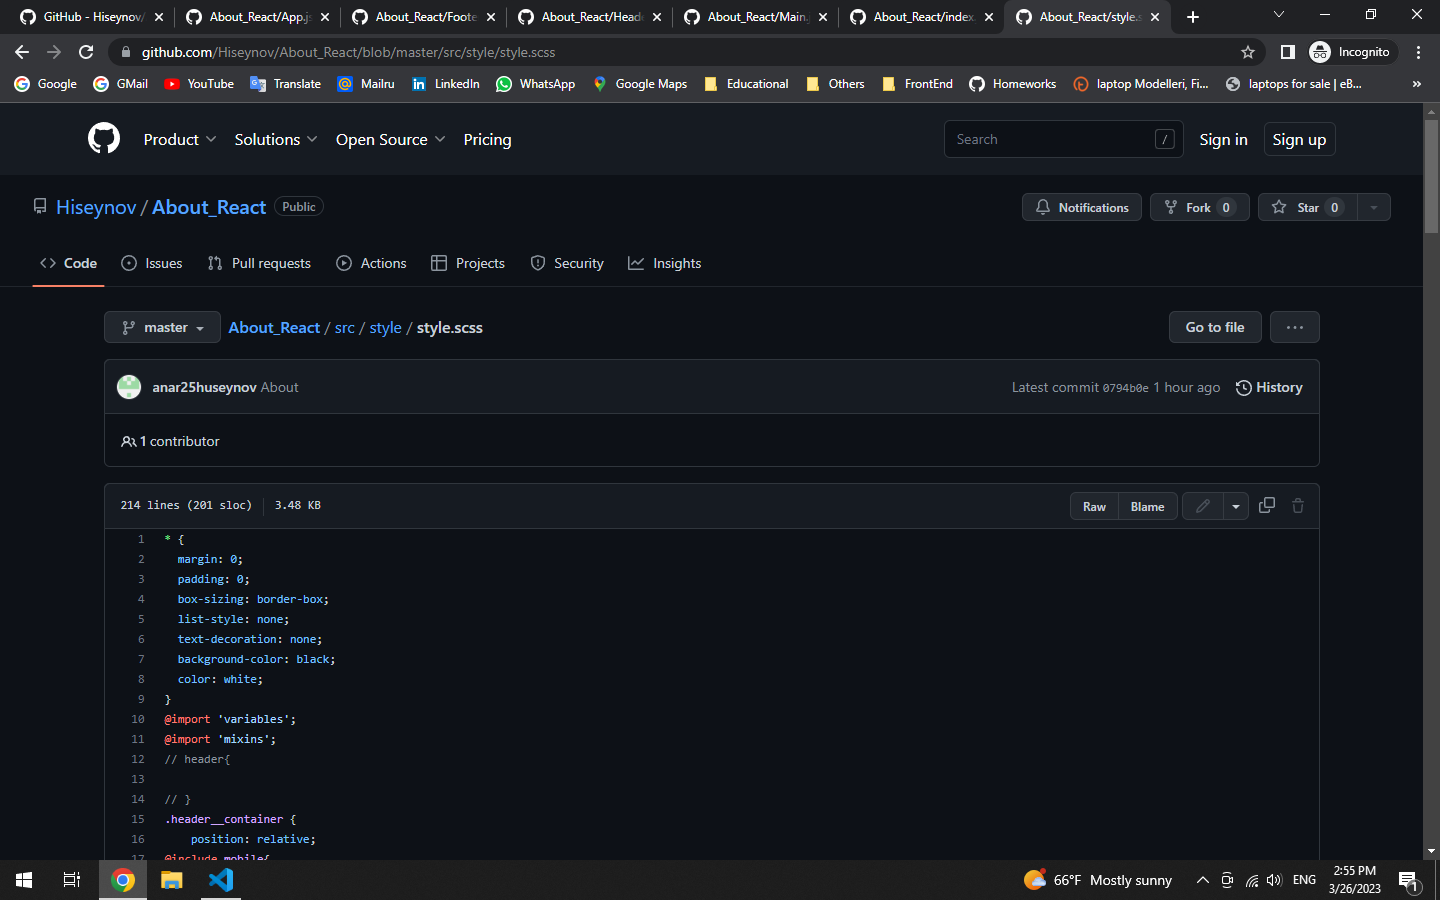 GitHub - Hiseynov/
About_React/App.js
About_React/Foote
About_React/Head
About_React/Main.j
About_React/index.
About_React/style.s
github.com/Hiseynov/About_React/blob/master/src/style/style.scss
Incognito
Google
GMail
YouTube
Translate
Mailru
LinkedIn
WhatsApp
Google Maps
Educational
Others
FrontEnd
Homeworks
laptop Modelleri, Fi...
laptops for sale | eB...
»
Product
Solutions
Open Source
Pricing
Search
/
Sign in
Sign up
Hiseynov / About_React
Public
Notifications
Fork 0
Star 0
Code
Issues
Pull requests
Actions
Projects
Security
Insights
master
About_React / src / style / style.scss
Go to file
...
anar25huseynov About
Latest commit 0794b0e 1 hour ago
History
1 contributor
214 lines (201 sloc)
3.48 KB
Raw
Blame
1 * {
2 margin: 0;
3 padding: 0;
4 box-sizing: border-box;
5 list-style: none;
6 text-decoration: none;
7 background-color: black;
8 color: white;
9 }
10 @import 'variables';
11 @import 'mixins';
12 // header{
13
14 // }
15 .header__container {
16 position: relative;
17 @include mobile{
66°F Mostly sunny
ENG
2:55 PM
3/26/2023
1